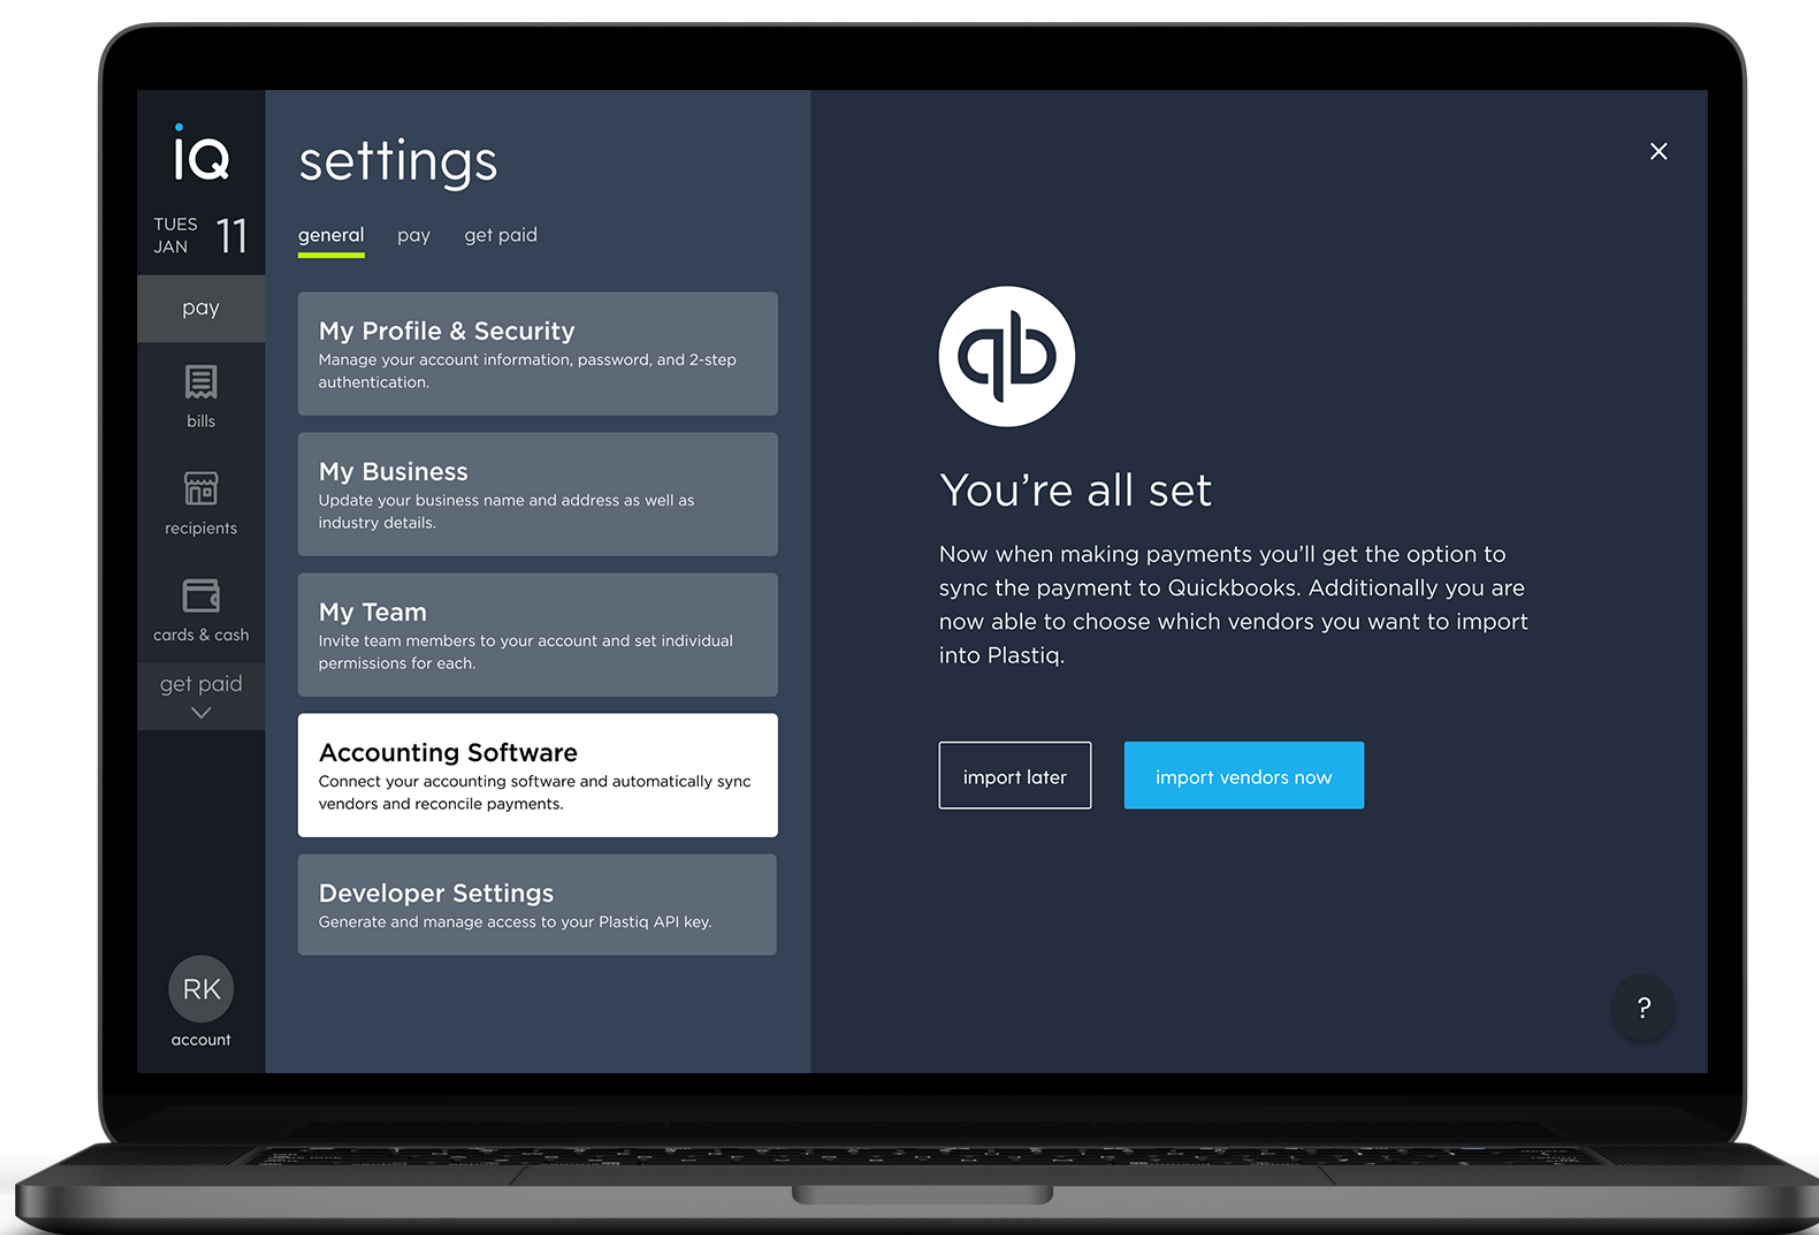 iQ
TUES
JAN
11
pay
bills
recipients
cards & cash
get paid
RK
account
settings
general pay get paid
My Profile & Security
Manage your account information, password, and 2-step
authentication.
My Business
Update your business name and address as well as
industry details.
My Team
Invite team members to your account and set individual
permissions for each.
Accounting Software
Connect your accounting software and automatically sync
vendors and reconcile payments.
Developer Settings
Generate and manage access to your Plastiq API key.
qb
You’re all set
Now when making payments you’ll get the option to
sync the payment to Quickbooks. Additionally you are
now able to choose which vendors you want to import
into Plastiq.
import later import vendors now
?